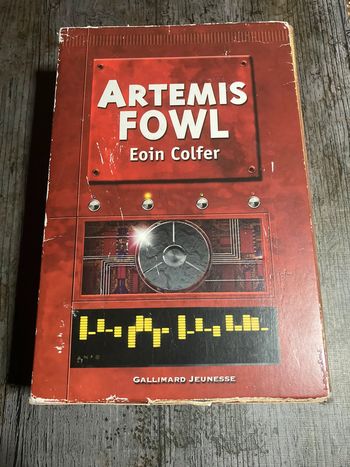 ARTEMIS
FOWL
Eoin Colfer
GALLIMARD JEUNESSE